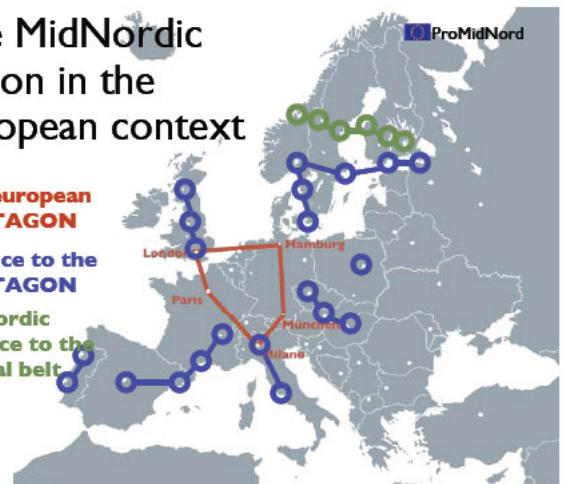 MidNordic
on in the
opean context
ProMidNord
european
TAGON
ce to the
TAGON
ordic
ce to the
al belt
London
Hamburg
Paris
München
Milano